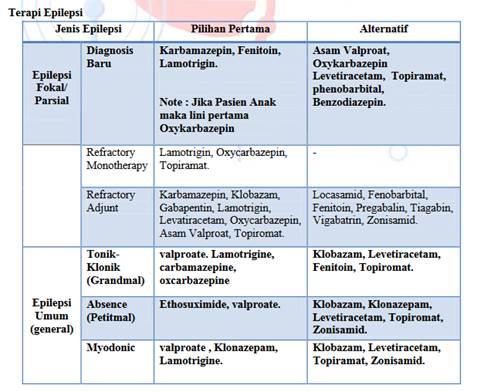 Terapi Epilepsi
Jenis Epilepsi Pilihan Pertama Alternatif
Epilepsi
Fokal/
Parsial
Diagnosis
Baru
Karbamazepin, Fenitoin,
Lamotrigin.
Note : Jika Pasien Anak
maka lini pertama
Oxykarbazepin
Asam Valproat,
Oxykarbazepin
Levetiracetam, Topiramat,
phenobarbital,
Benzodiazepin.
Refractory
Monotherapy
Lamotrigin, Oxycarbazepin,
Topiramat.
-
Refractory
Adjunt
Karbamazepin, Klobazam,
Gabapentin, Lamotrigin,
Levatiracetam, Oxycarbazepin,
Asam Valproat, Topiromat.
Locasamid, Fenobarbital,
Fenitoin, Pregabalin, Tiagabin,
Vigabatrin, Zonisamid.
Epilepsi
Umum
(general)
Tonik-
Klonik
(Grandmal)
valproate. Lamotrigine,
carbamazepine,
oxcarbazepine
Klobazam, Levetiracetam,
Fenitoin, Topiromat.
Absence
(Petitmal)
Ethosuximide, valproate.
Klobazam, Klonazepam,
Levetiracetam, Topiromat,
Zonisamid.
Myodonic
valproate , Klonazepam,
Lamotrigine.
Klobazam, Levetiracetam,
Topiramat, Zonisamid.